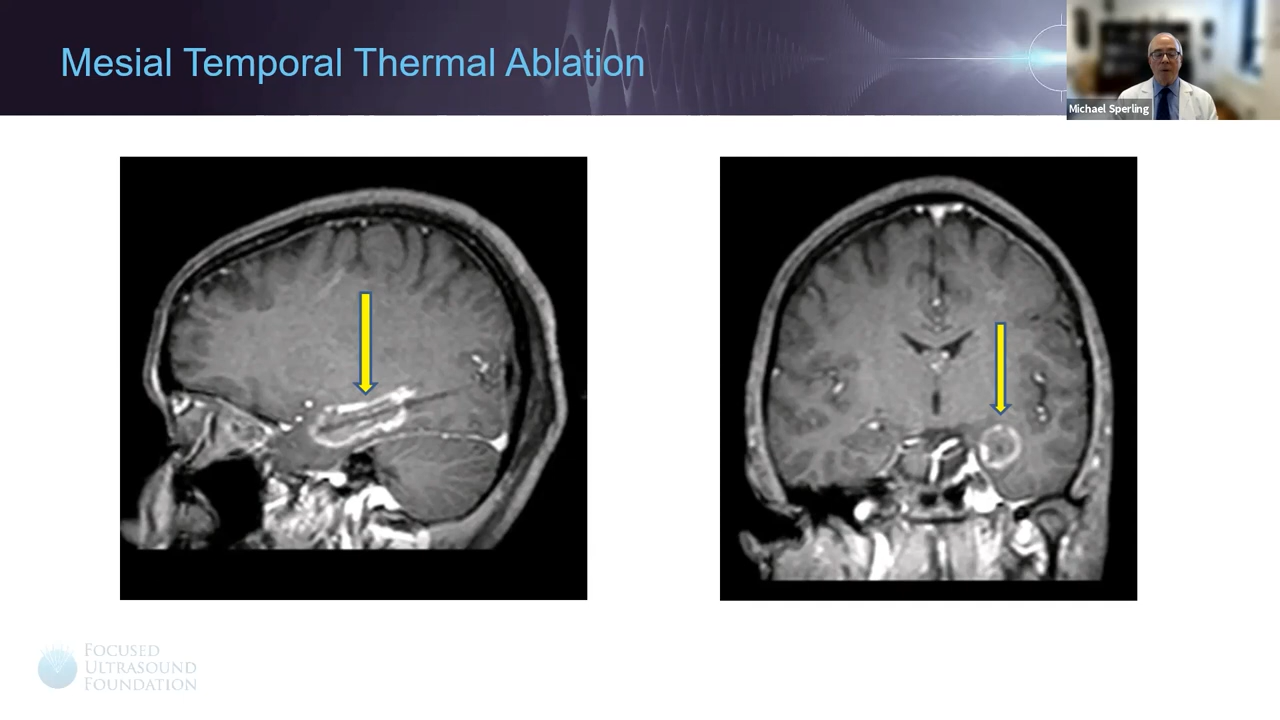 Mesial Temporal Thermal Ablation
Michael Sperling
FOCUSED
ULTRASOUND
FOUNDATION